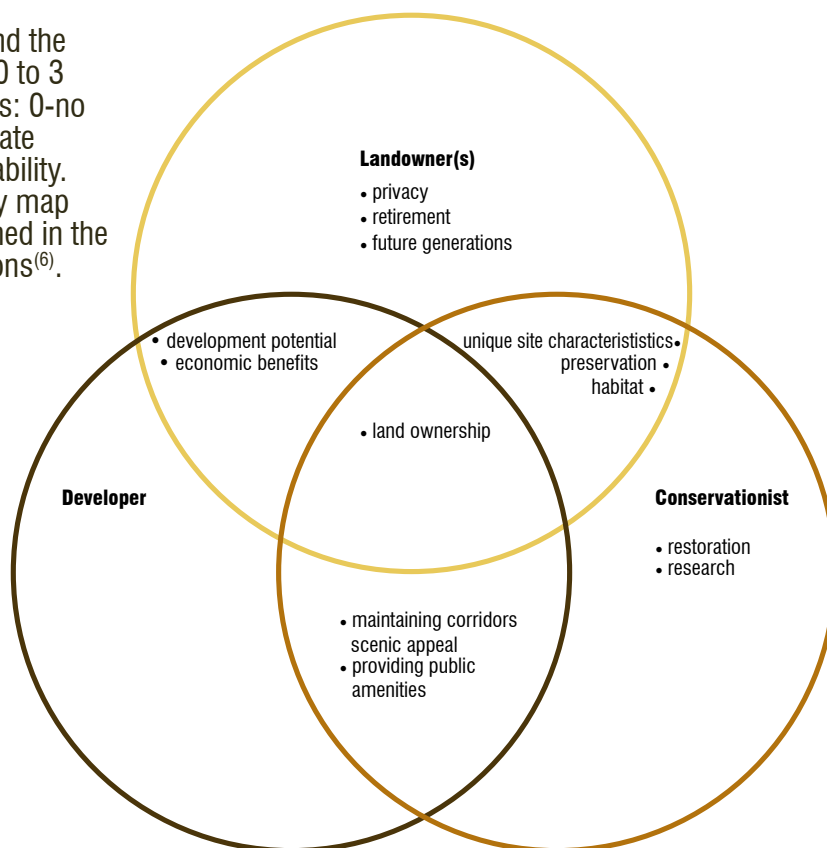 nd the
0 to 3
s: 0-no
ate
ability.
y map
ned in the
ons(6).
Landowner(s)
• privacy
• retirement
• future generations
• development potential
• economic benefits
unique site characterististics•
preservation •
habitat •
• land ownership
Developer
Conservationist
• restoration
• research
• maintaining corridors
scenic appeal
• providing public
amenities